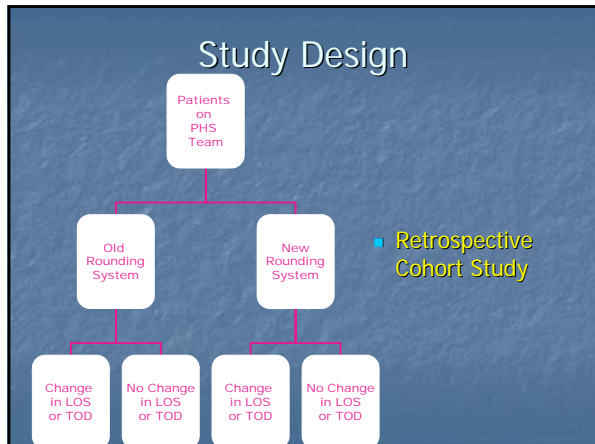 Study Design
Patients
on
PHS
Team
Old
Rounding
System
New
Rounding
System
Retrospective
Cohort Study
Change
in LOS
or TOD
No Change
in LOS
or TOD
Change
in LOS
or TOD
No Change
in LOS
or TOD